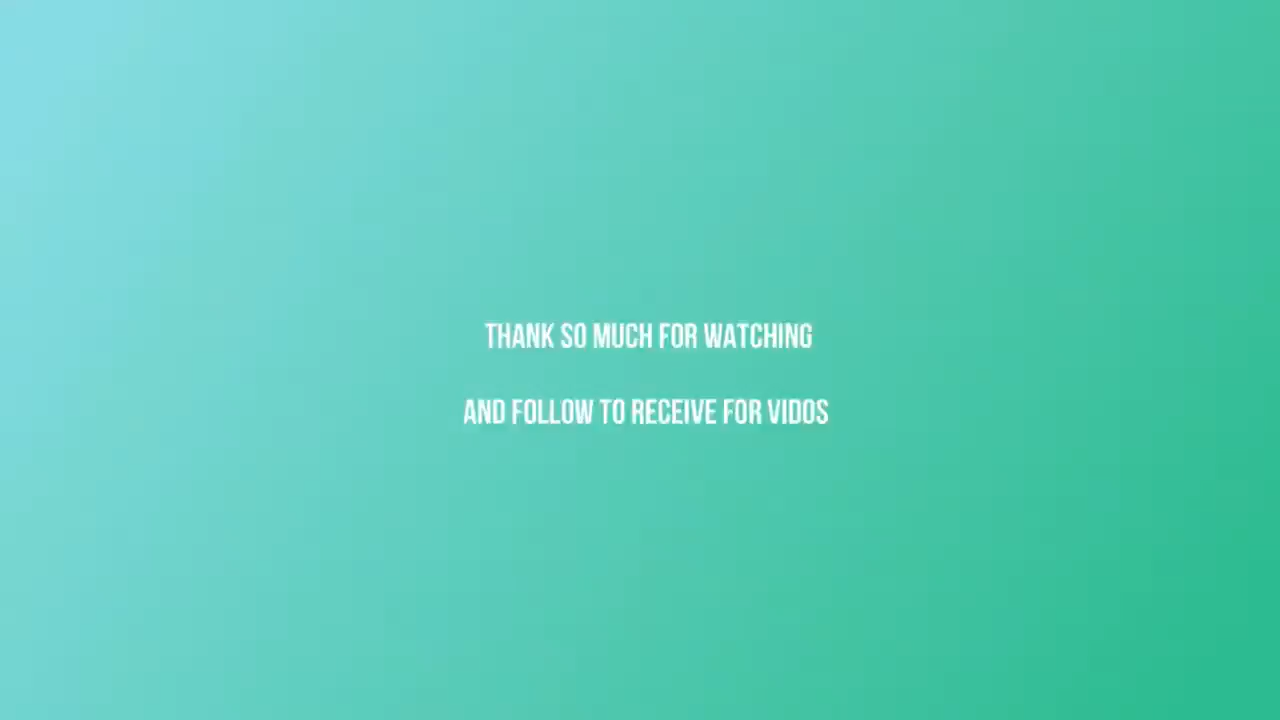 THANK SO MUCH FOR WATCHING
AND FOLLOW TO RECEIVE FOR VIDOS